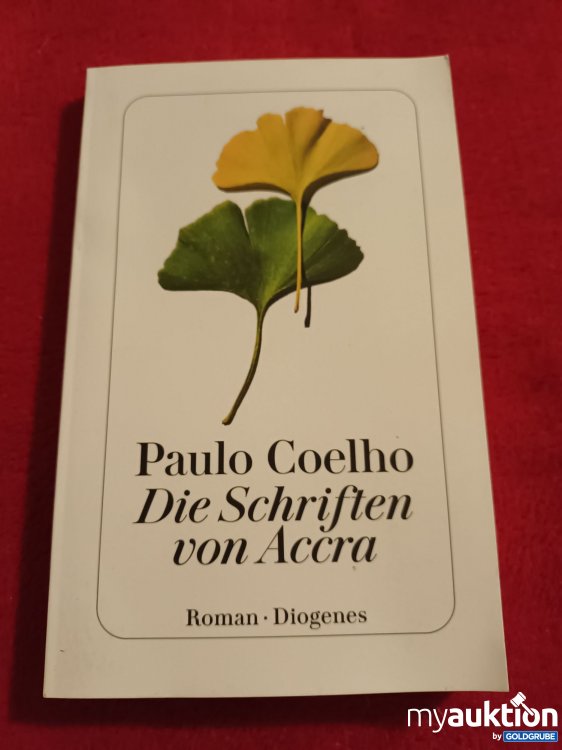 Paulo Coelho
Die Schriften
von Accra
Roman · Diogenes
myauktion
by GOLDGRUBE